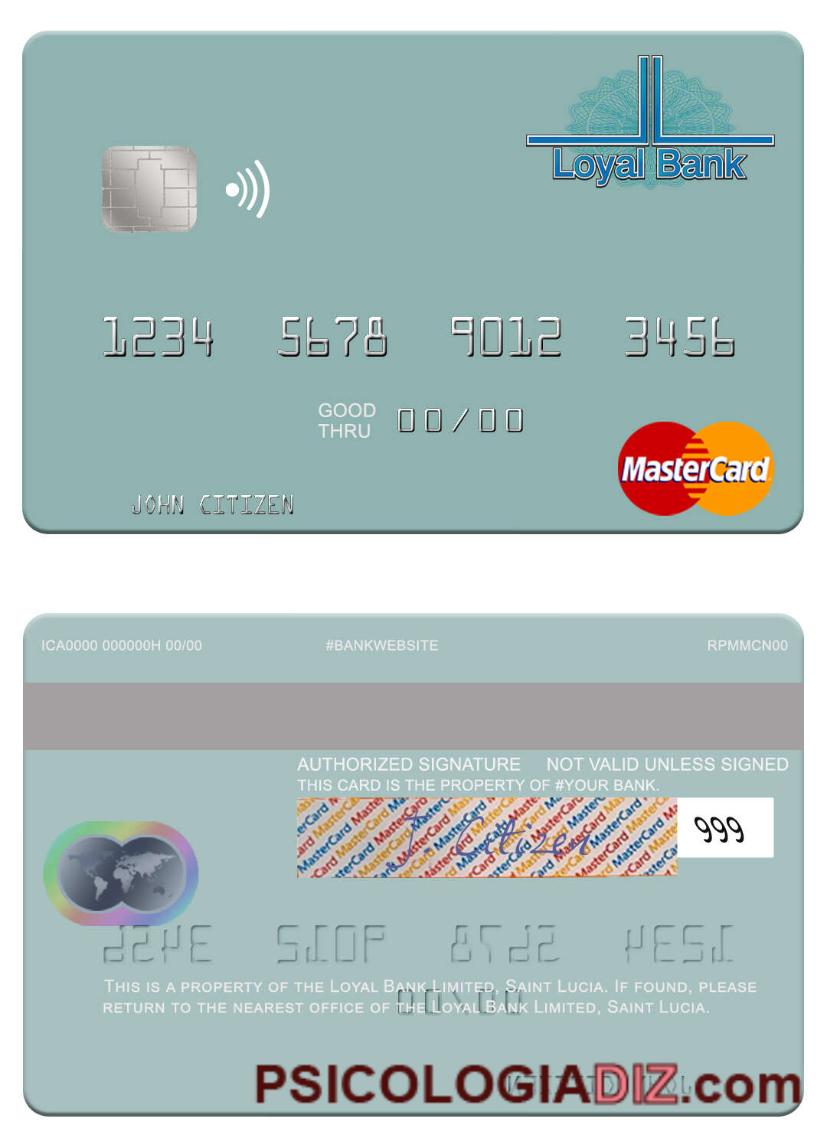 Loyal Bank
1234 5678 9012 3456
GOOD THRU 00/00
MasterCard
JOHN CITIZEN
ICA0000 000000H 00/00 #BANKWEBSITE RPMMCN00
AUTHORIZED SIGNATURE NOT VALID UNLESS SIGNED
THIS CARD IS THE PROPERTY OF #YOUR BANK.
J Citizen
999
THIS IS A PROPERTY OF THE LOYAL BANK LIMITED, SAINT LUCIA. IF FOUND, PLEASE
RETURN TO THE NEAREST OFFICE OF THE LOYAL BANK LIMITED, SAINT LUCIA.
PSICOLOGIADIZ.com